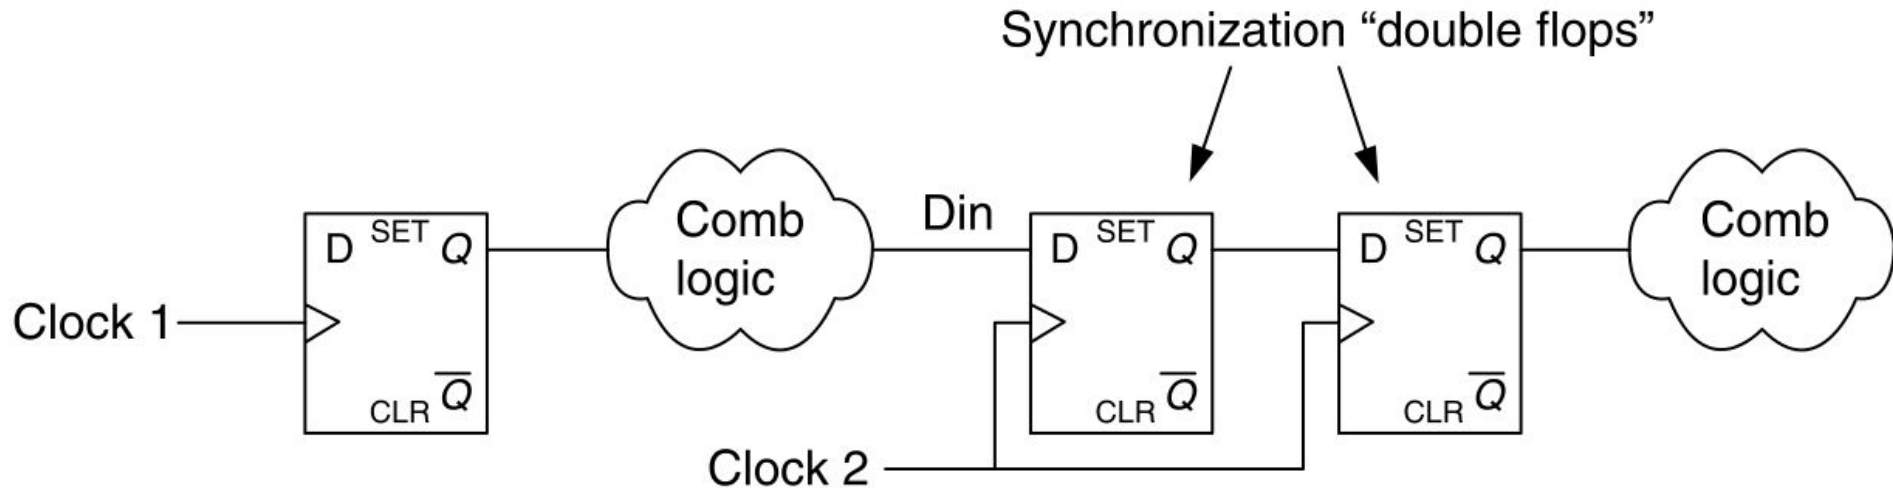 Synchronization “double flops”
Clock 1
D SET Q
CLR Q̅
Comb
logic
Din
D SET Q
CLR Q̅
D SET Q
CLR Q̅
Comb
logic
Clock 2